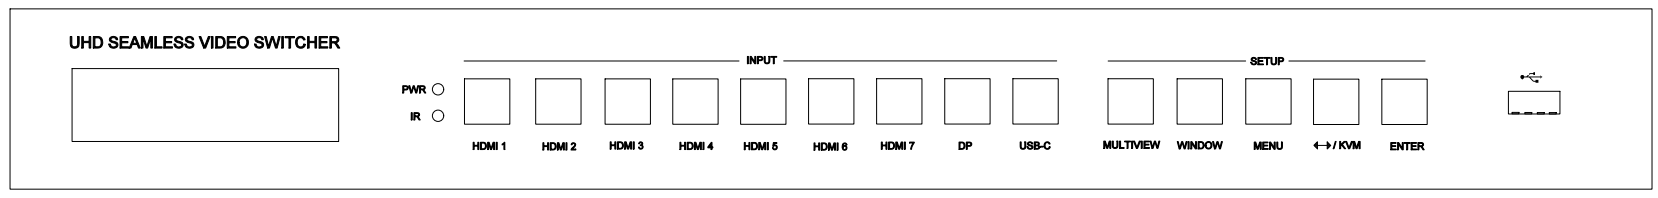 UHD SEAMLESS VIDEO SWITCHER
PWR
IR
INPUT
HDMI 1 HDMI 2 HDMI 3 HDMI 4 HDMI 5 HDMI 6 HDMI 7 DP USB-C
SETUP
MULTIVIEW WINDOW MENU ↔/ KVM ENTER